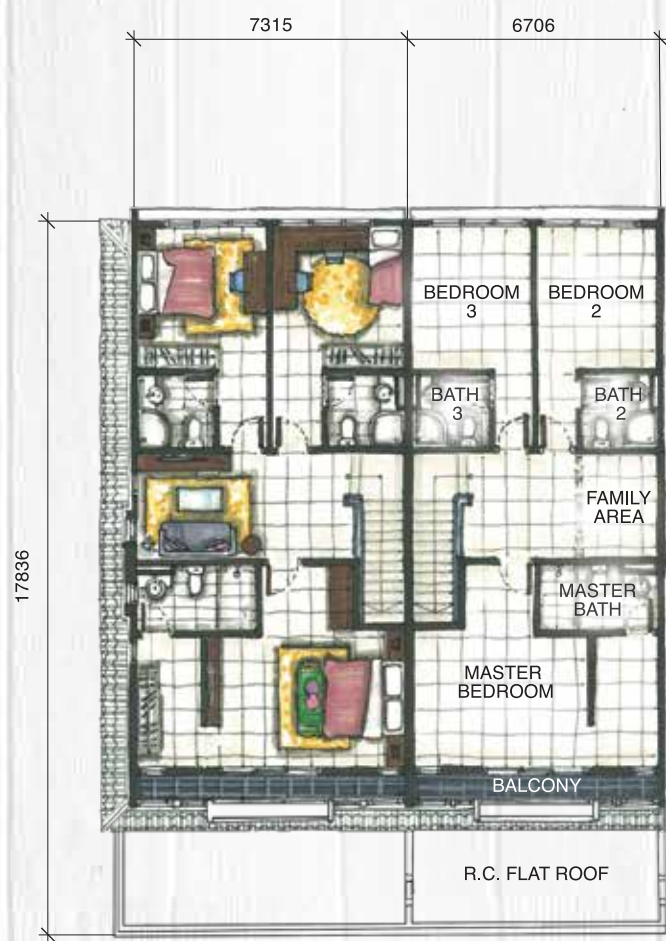 7315
6706
BEDROOM
3
BEDROOM
2
BATH
3
BATH
2
FAMILY
AREA
17836
MASTER
BATH
MASTER
BEDROOM
BALCONY
R.C. FLAT ROOF